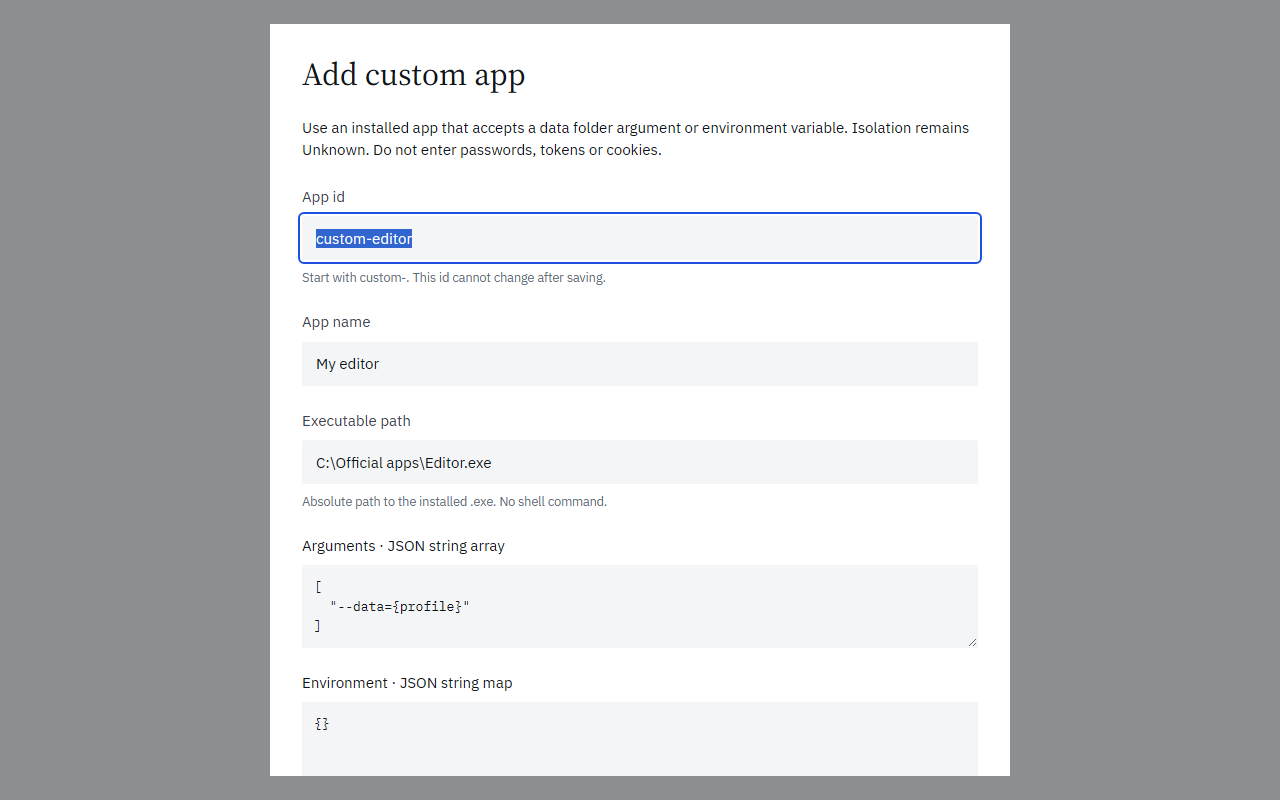 Add custom app
Use an installed app that accepts a data folder argument or environment variable. Isolation remains
Unknown. Do not enter passwords, tokens or cookies.
App id
custom-editor
Start with custom-. This id cannot change after saving.
App name
My editor
Executable path
C:\Official apps\Editor.exe
Absolute path to the installed .exe. No shell command.
Arguments · JSON string array
[
  "--data={profile}"
]
Environment · JSON string map
{}